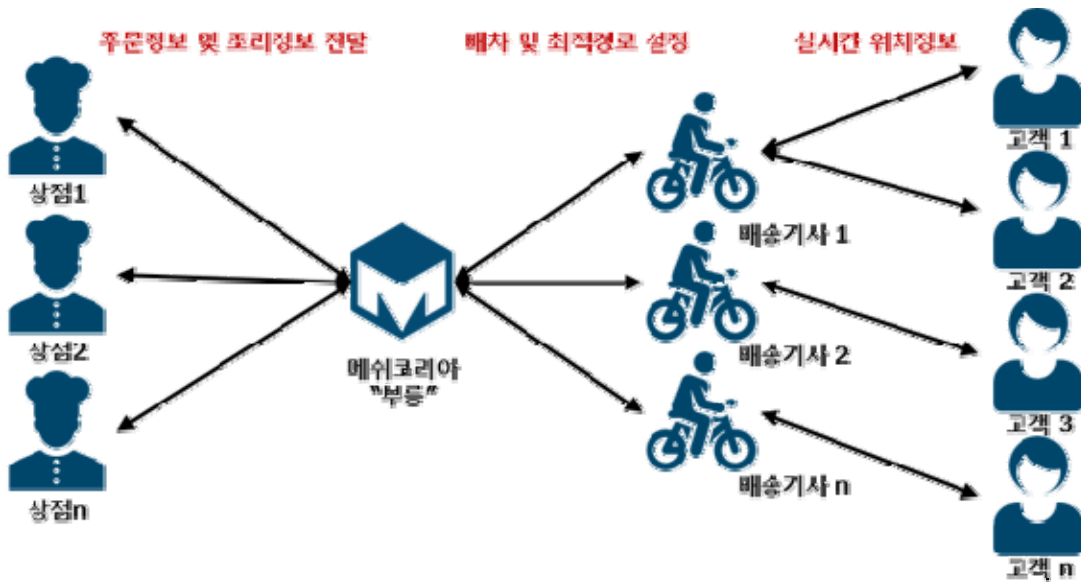 주문정보 및 조리정보 전달
배차 및 최적경로 설정
실시간 위치정보
상점1
상점2
상점n
메쉬코리아
"부릉"
배송기사 1
배송기사 2
배송기사 n
고객 1
고객 2
고객 3
고객 n